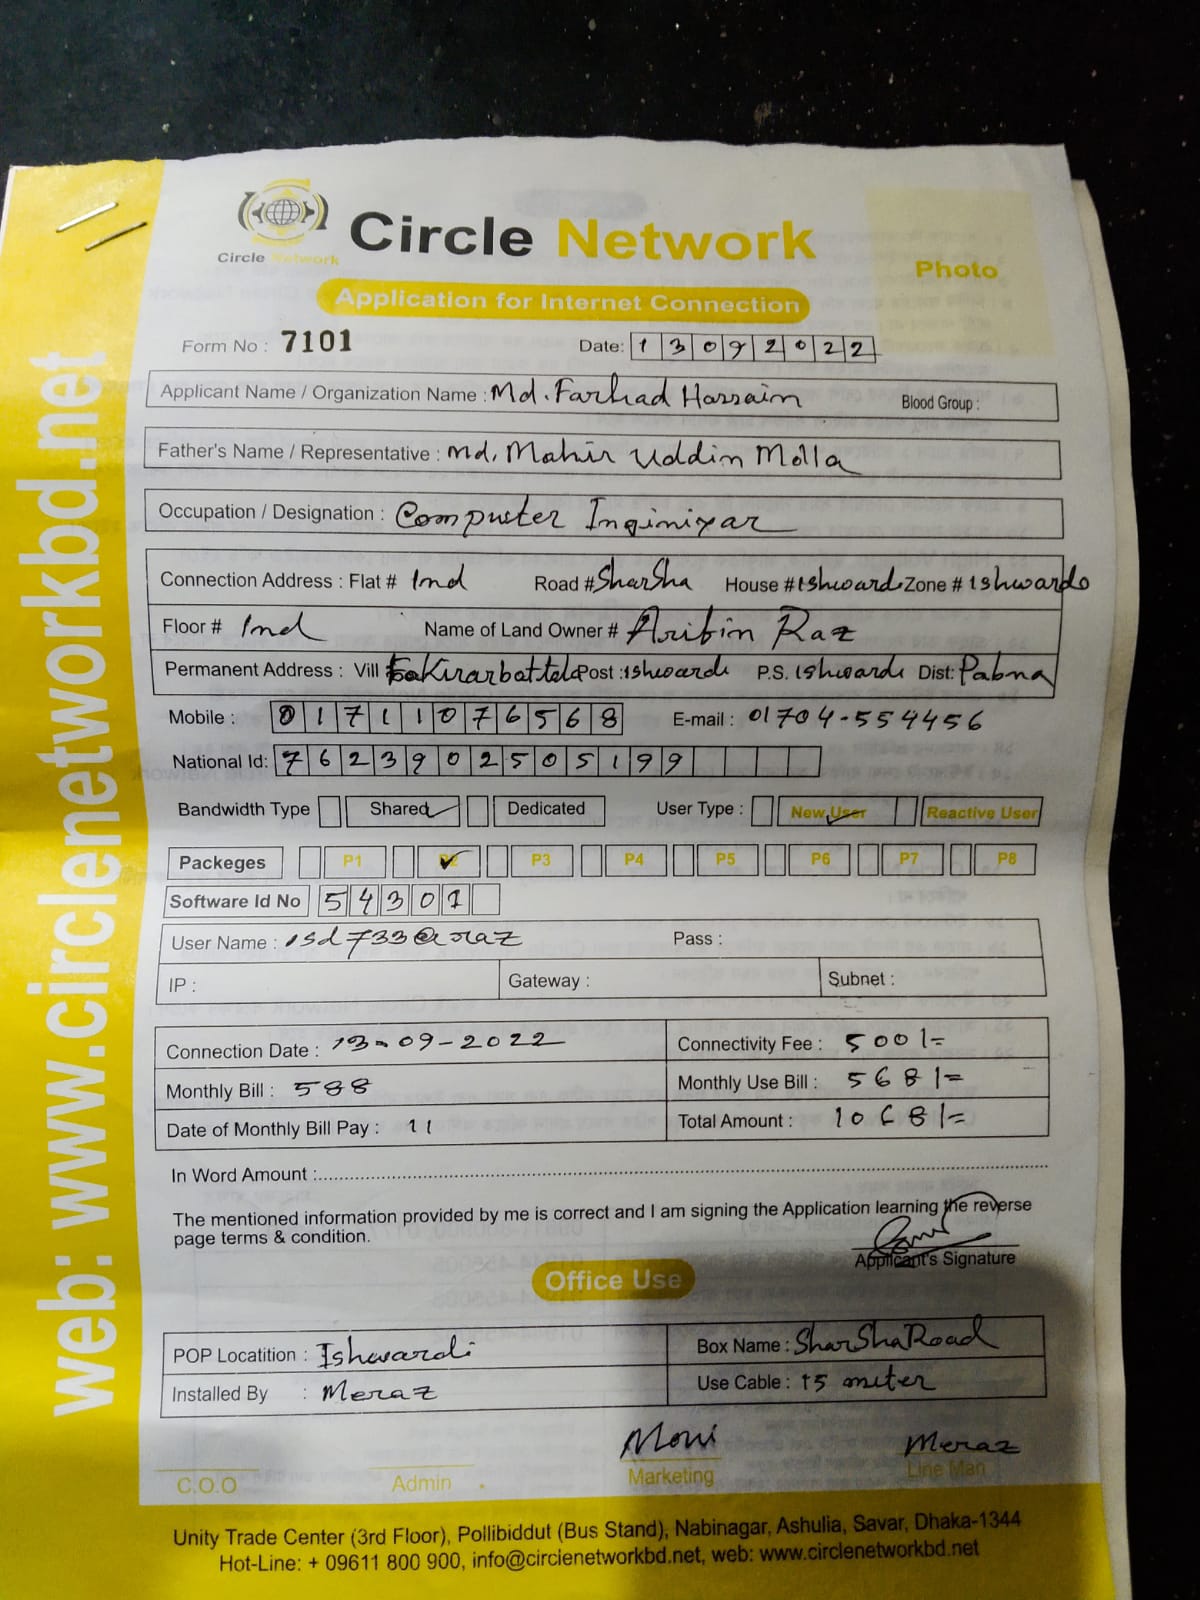 Circle Network
Circle Network
Photo
Application for Internet Connection
Form No : 7101 Date: 13092022
Applicant Name / Organization Name : Md. Farhad Hossain Blood Group :
Father's Name / Representative : Md. Mahir Uddin Molla
Occupation / Designation : Computer Inginiyar
Connection Address : Flat # Ind Road # SharSha House # Ishward Zone # Ishwardo
Floor # Ind Name of Land Owner # Aribin Raz
Permanent Address : Vill Post : Ishwardi P.S. Ishwardi Dist: Pabna
Mobile : 01711076568 E-mail : 01704-554456
National Id: 7623902505199
Bandwidth Type Shared Dedicated User Type : New User Reactive User
Packeges P1 P2 P3 P4 P5 P6 P7 P8
Software Id No 54301
User Name : isd733@raz Pass :
IP : Gateway : Subnet :
Connection Date : 13-09-2022 Connectivity Fee : 500/=
Monthly Bill : 588 Monthly Use Bill : 568/=
Date of Monthly Bill Pay : 11 Total Amount : 1068/=
In Word Amount :
The mentioned information provided by me is correct and I am signing the Application learning the reverse
page terms & condition.
Applicant's Signature
Office Use
POP Locatition : Ishwardi Box Name : SharSha Road
Installed By : Meraz Use Cable : 15 miter
Moni Meraz
C.O.O Admin Marketing Line Man
Unity Trade Center (3rd Floor), Pollibiddut (Bus Stand), Nabinagar, Ashulia, Savar, Dhaka-1344
Hot-Line: + 09611 800 900, info@circlenetworkbd.net, web: www.circlenetworkbd.net
web: www.circlenetworkbd.net